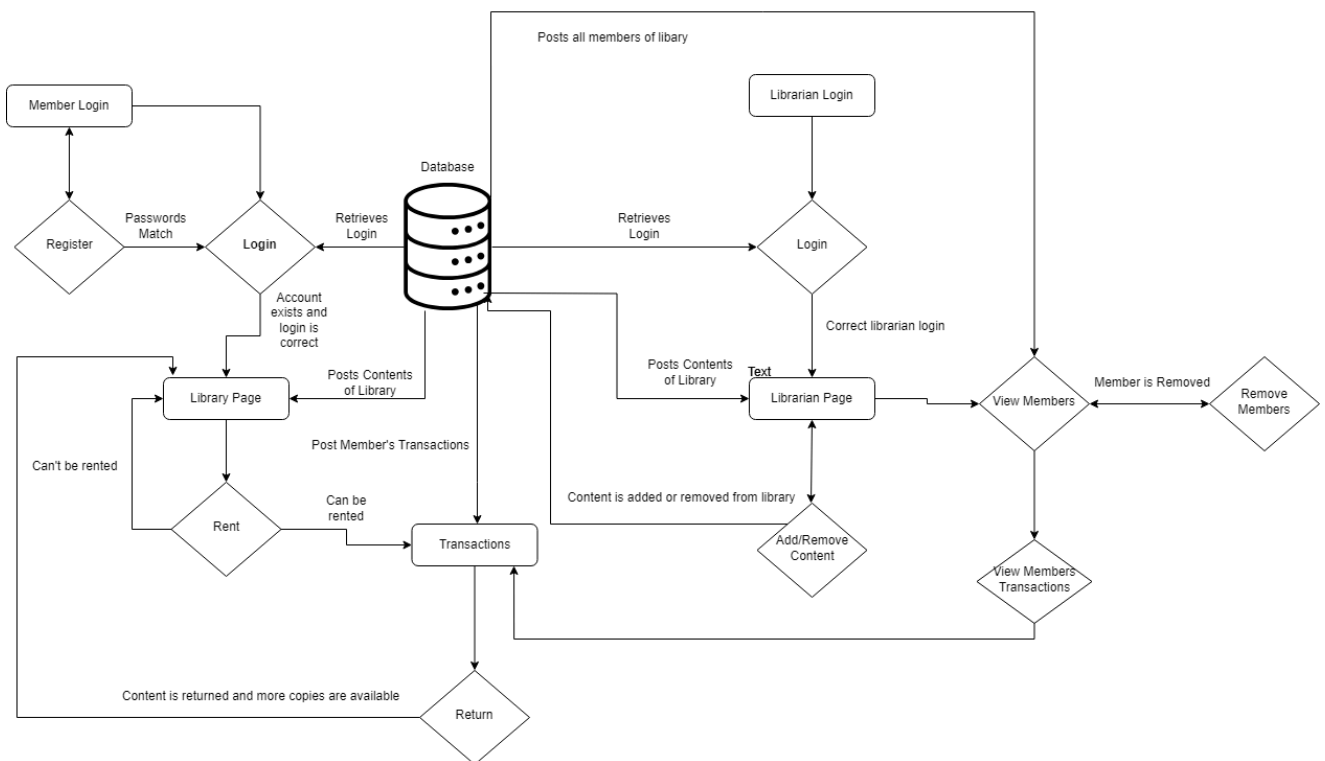 Posts all members of libary
Member Login
Librarian Login
Database
Passwords
Match
Retrieves
Login
Retrieves
Login
Register
Login
Login
Account
exists and
login is
correct
Correct librarian login
Posts Contents
of Library
Posts Contents
of Library
Text
Member is Removed
Library Page
Librarian Page
View Members
Remove
Members
Post Member's Transactions
Can't be rented
Can be
rented
Content is added or removed from library
Rent
Transactions
Add/Remove
Content
View Members
Transactions
Content is returned and more copies are available
Return